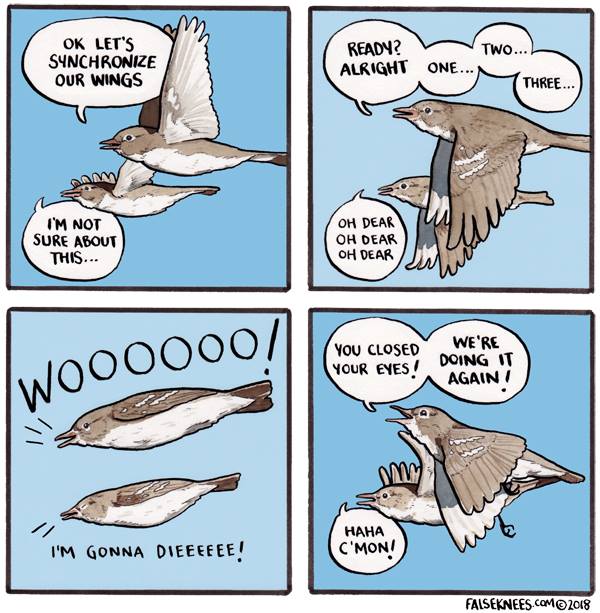 OK LET'S
SYNCHRONIZE
OUR WINGS
I'M NOT
SURE ABOUT
THIS...
READY?
ALRIGHT
ONE...
TWO...
THREE...
OH DEAR
OH DEAR
OH DEAR
WOOOOOO!
I'M GONNA DIEEEEEE!
YOU CLOSED
YOUR EYES!
WE'RE
DOING IT
AGAIN!
HAHA
C'MON!
FALSEKNEES.COM©2018